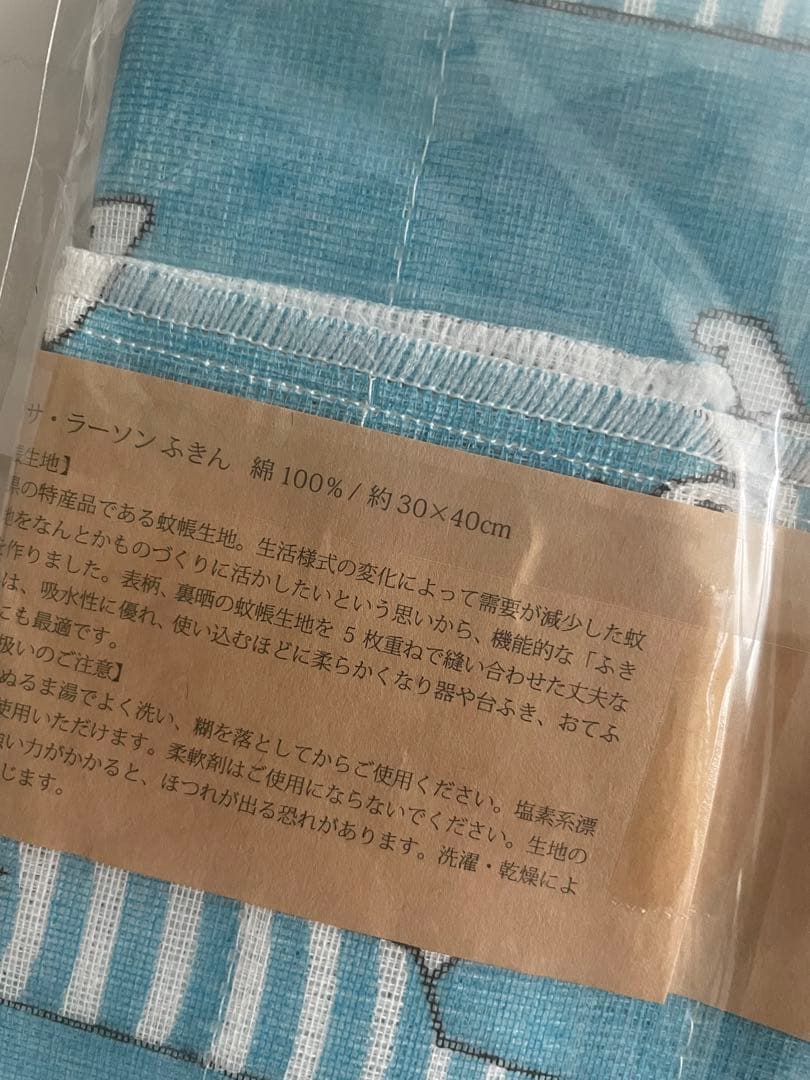 サ・ラーソン ふきん 綿 100% / 約 30×40cm
生地】
県の特産品である蚊帳生地。生活様式の変化によって需要が減少した蚊
地をなんとかものづくりに活かしたいという思いから、機能的な「ふき
を作りました。表柄、裏晒の蚊帳生地を 5 枚重ねで縫い合わせた丈夫な
は、吸水性に優れ、使い込むほどに柔らかくなり器や台ふき、おてふ
にも最適です。
扱いのご注意】
ぬるま湯でよく洗い、糊を落としてからご使用ください。塩素系漂
使用いただけます。柔軟剤はご使用にならないでください。生地の
強い力がかかると、ほつれが出る恐れがあります。洗濯・乾燥によ
じます。